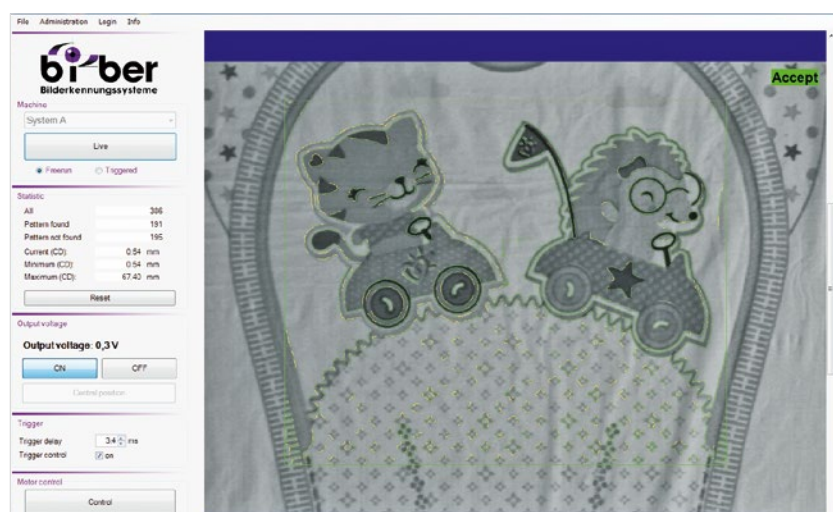 File Administration Login Info
bi-ber
Bilderkennungssysteme
Machine
System A
Live
Freerun Triggered
Statistic
All 386
Pattern found 191
Pattern not found 195
Current (CD): 0.54 mm
Minimum (CD): 0.54 mm
Maximum (CD): 67.40 mm
Reset
Output voltage
Output voltage: 0,3 V
ON OFF
Control position
Trigger
Trigger delay 3.4 ms
Trigger control on
Motor control
Control
Accept